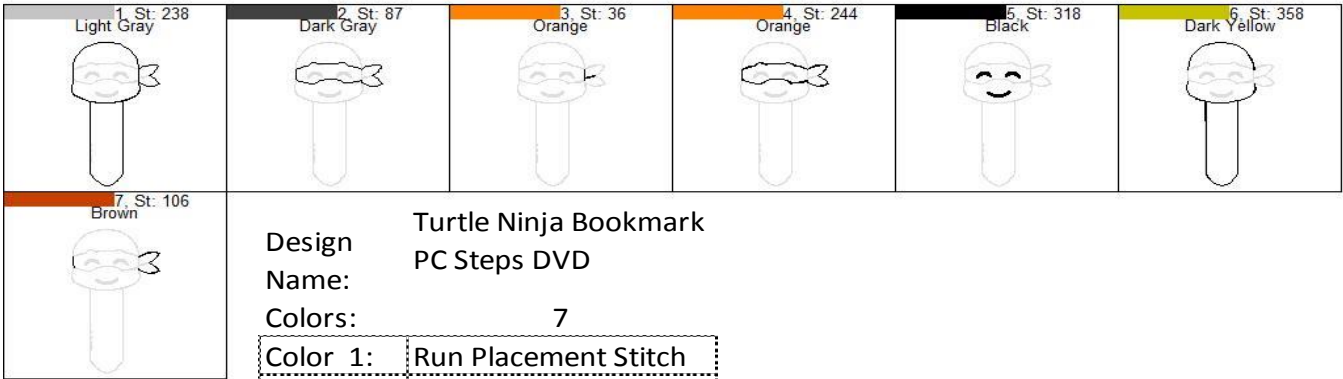 1, St: 238
Light Gray
2, St: 87
Dark Gray
3, St: 36
Orange
4, St: 244
Orange
5, St: 318
Black
6, St: 358
Dark Yellow
7, St: 106
Brown
Design Name:
Turtle Ninja Bookmark
PC Steps DVD
Colors: 7
Color 1: Run Placement Stitch